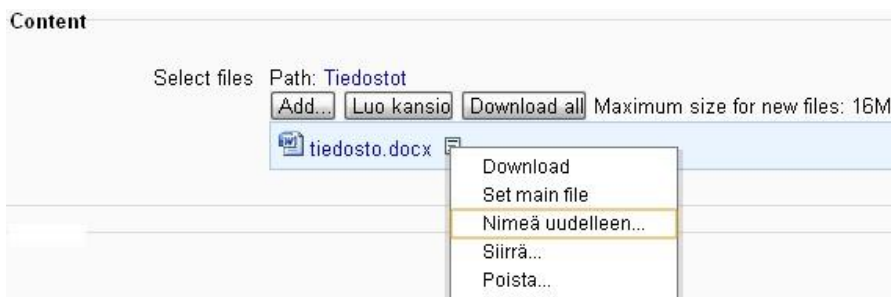 Content
Select files Path: Tiedostot
Add... Luo kansio Download all Maximum size for new files: 16M
tiedosto.docx
Download
Set main file
Nimeä uudelleen...
Siirrä...
Poista...